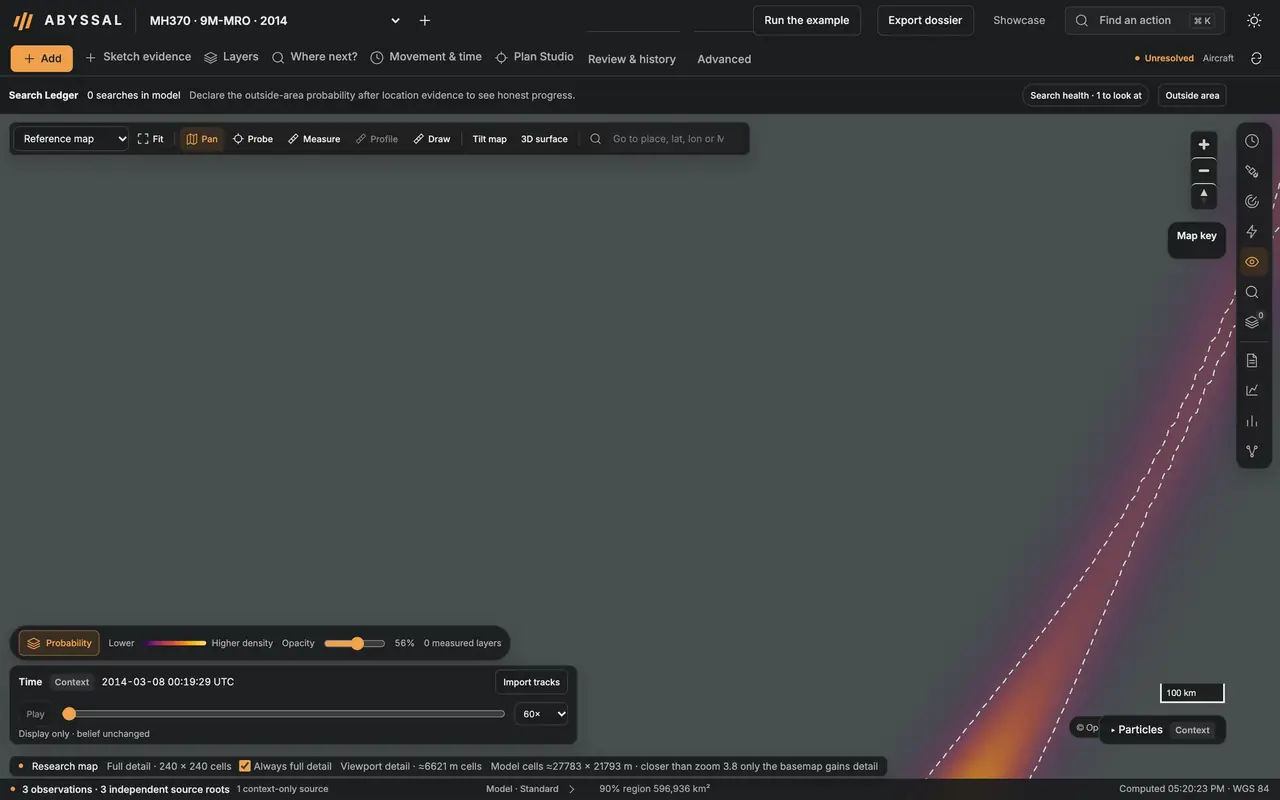 ABYSSAL MH370 · 9M-MRO · 2014 Run the example Export dossier Showcase Find an action ⌘ K
+ Add + Sketch evidence Layers Where next? Movement & time Plan Studio Review & history Advanced Unresolved Aircraft
Search Ledger 0 searches in model Declare the outside-area probability after location evidence to see honest progress. Search health · 1 to look at Outside area
Reference map Fit Pan Probe Measure Profile Draw Tilt map 3D surface Go to place, lat, lon or M
Map key
0
Probability Lower Higher density Opacity 56% 0 measured layers
Time Context 2014-03-08 00:19:29 UTC Import tracks
100 km
Play 60×
© Op Particles Context
Display only · belief unchanged
Research map Full detail · 240 × 240 cells Always full detail Viewport detail · ≈6621 m cells Model cells ≈27783 × 21793 m · closer than zoom 3.8 only the basemap gains detail
3 observations · 3 independent source roots 1 context-only source Model · Standard 90% region 596,936 km² Computed 05:20:23 PM · WGS 84